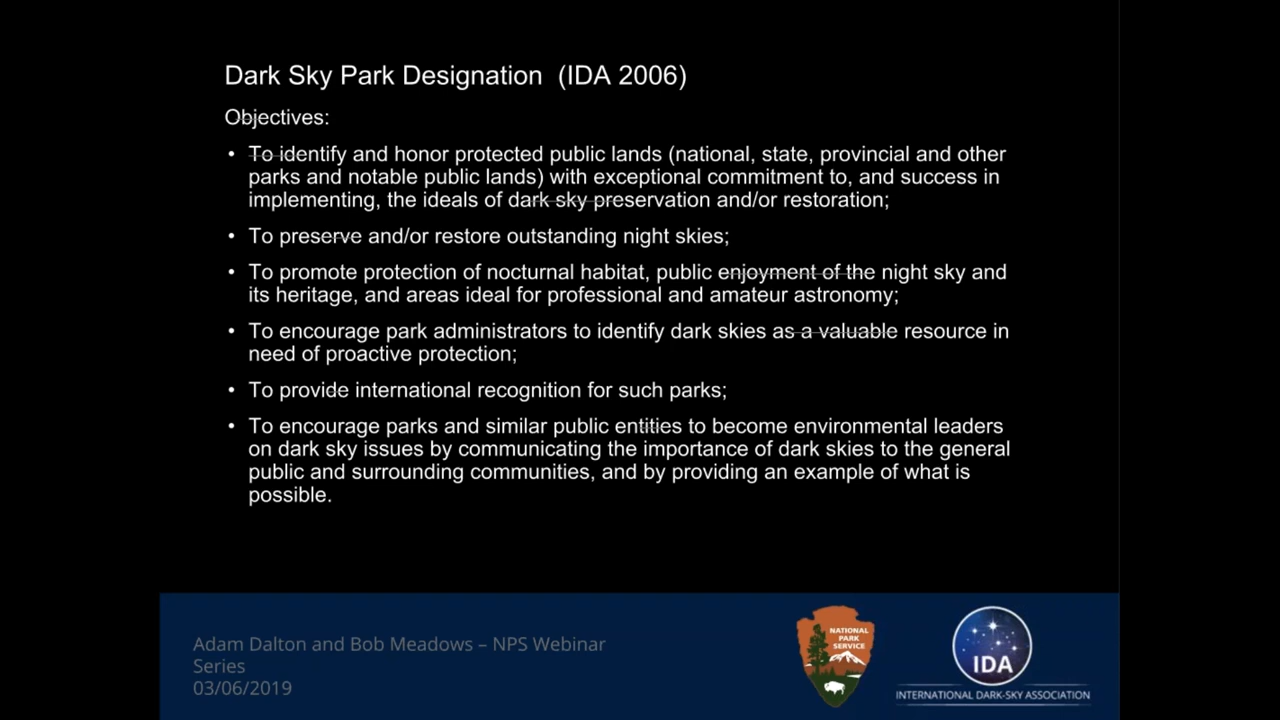 Dark Sky Park Designation (IDA 2006)
Objectives:
• To identify and honor protected public lands (national, state, provincial and other
parks and notable public lands) with exceptional commitment to, and success in
implementing, the ideals of dark sky preservation and/or restoration;
• To preserve and/or restore outstanding night skies;
• To promote protection of nocturnal habitat, public enjoyment of the night sky and
its heritage, and areas ideal for professional and amateur astronomy;
• To encourage park administrators to identify dark skies as a valuable resource in
need of proactive protection;
• To provide international recognition for such parks;
• To encourage parks and similar public entities to become environmental leaders
on dark sky issues by communicating the importance of dark skies to the general
public and surrounding communities, and by providing an example of what is
possible.
Adam Dalton and Bob Meadows – NPS Webinar
Series
03/06/2019
NATIONAL
PARK
SERVICE
IDA
INTERNATIONAL DARK-SKY ASSOCIATION